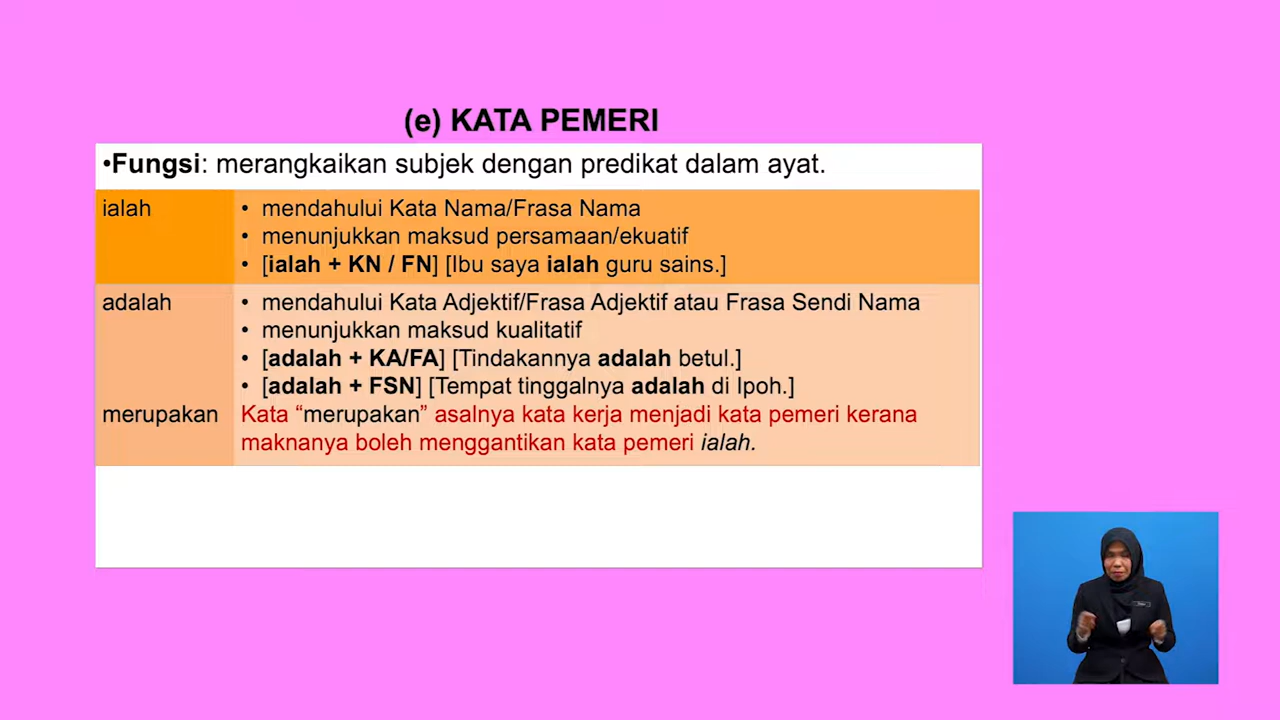 (e) KATA PEMERI
•Fungsi: merangkaikan subjek dengan predikat dalam ayat.
ialah
• mendahului Kata Nama/Frasa Nama
• menunjukkan maksud persamaan/ekuatif
• [ialah + KN / FN] [Ibu saya ialah guru sains.]
adalah
• mendahului Kata Adjektif/Frasa Adjektif atau Frasa Sendi Nama
• menunjukkan maksud kualitatif
• [adalah + KA/FA] [Tindakannya adalah betul.]
• [adalah + FSN] [Tempat tinggalnya adalah di Ipoh.]
merupakan
Kata “merupakan” asalnya kata kerja menjadi kata pemeri kerana
maknanya boleh menggantikan kata pemeri ialah.